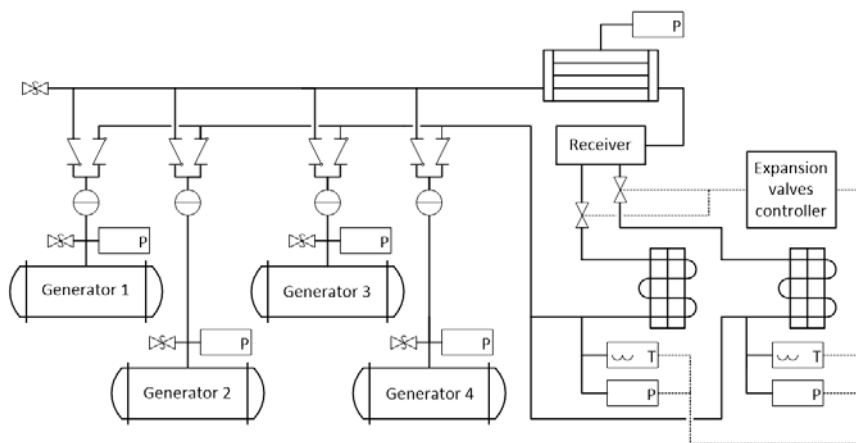 P
Receiver
Expansion
valves
controller
P
P
Generator 1
Generator 3
P
P
T
T
Generator 2
Generator 4
P
P
S
S
S
S
S